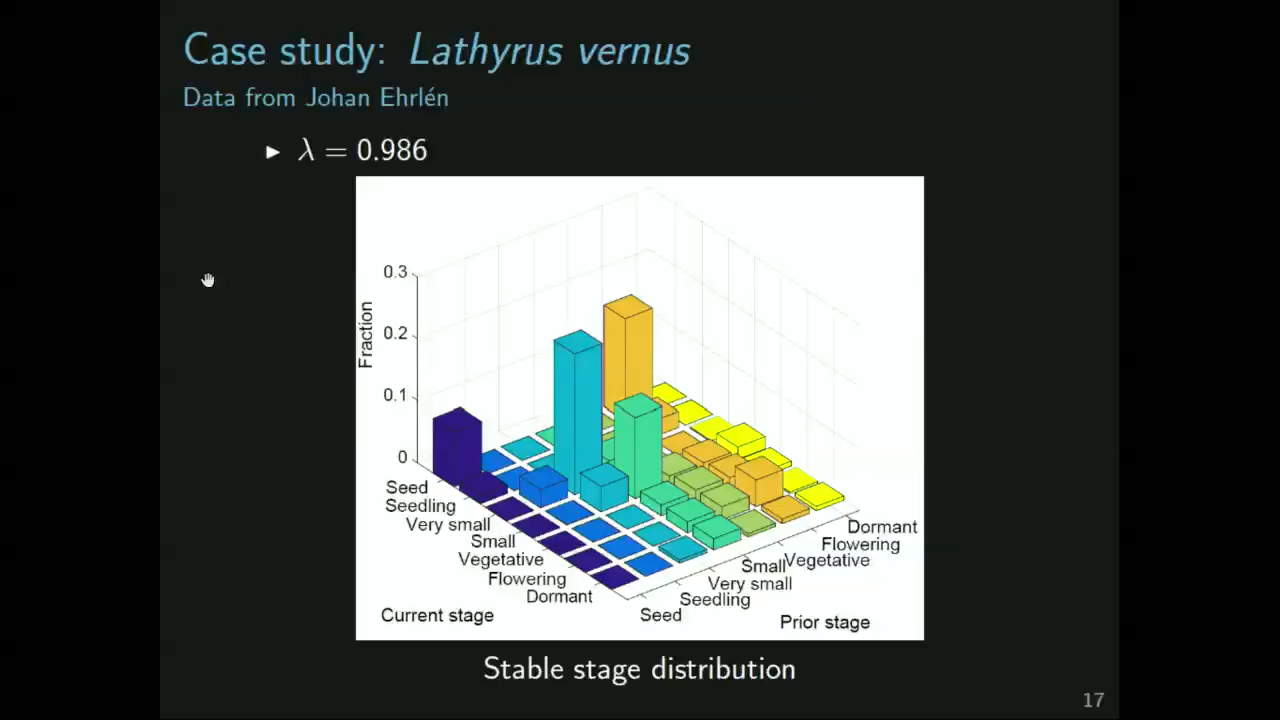 Case study: Lathyrus vernus
Data from Johan Ehrlén
► λ = 0.986
0.3
0.2
0.1
0
Fraction
Seed
Seedling
Very small
Small
Vegetative
Flowering
Dormant
Current stage
Dormant
Flowering
Vegetative
Small
Very small
Seedling
Seed
Prior stage
Stable stage distribution
17